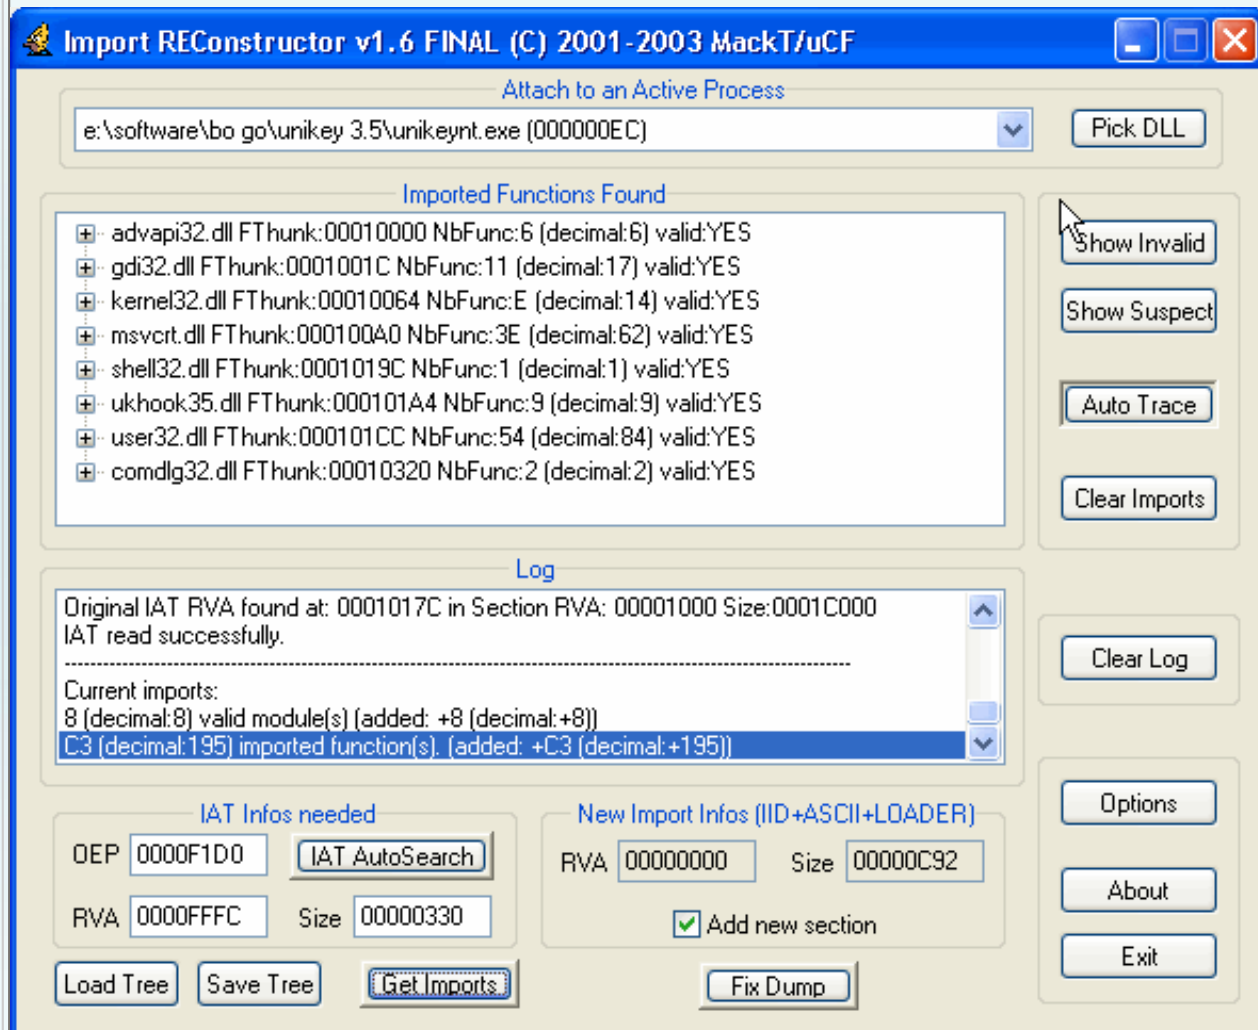 Import REConstructor v1.6 FINAL (C) 2001-2003 MackT/uCF
Attach to an Active Process
e:\software\bo go\unikey 3.5\unikeynt.exe (000000EC)
Pick DLL
Imported Functions Found
advapi32.dll FThunk:00010000 NbFunc:6 (decimal:6) valid:YES
gdi32.dll FThunk:0001001C NbFunc:11 (decimal:17) valid:YES
kernel32.dll FThunk:00010064 NbFunc:E (decimal:14) valid:YES
msvcrt.dll FThunk:000100A0 NbFunc:3E (decimal:62) valid:YES
shell32.dll FThunk:0001019C NbFunc:1 (decimal:1) valid:YES
ukhook35.dll FThunk:000101A4 NbFunc:9 (decimal:9) valid:YES
user32.dll FThunk:000101CC NbFunc:54 (decimal:84) valid:YES
comdlg32.dll FThunk:00010320 NbFunc:2 (decimal:2) valid:YES
Show Invalid
Show Suspect
Auto Trace
Clear Imports
Log
Original IAT RVA found at: 0001017C in Section RVA: 00001000 Size:0001C000
IAT read successfully.
---------------------------------------------------------------------------
Current imports:
8 (decimal:8) valid module(s) (added: +8 (decimal:+8))
C3 (decimal:195) imported function(s). (added: +C3 (decimal:+195))
Clear Log
IAT Infos needed
OEP 0000F1D0 IAT AutoSearch
RVA 0000FFFC Size 00000330
New Import Infos (IID+ASCII+LOADER)
RVA 00000000 Size 00000C92
Add new section
Options
About
Exit
Load Tree Save Tree Get Imports Fix Dump